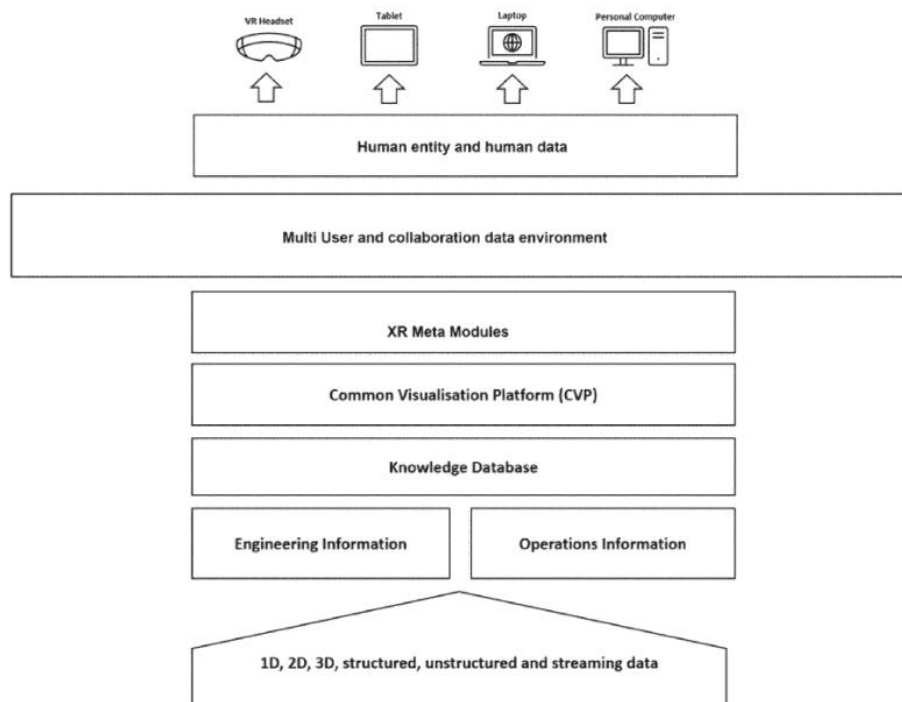 VR Headset
Tablet
Laptop
Personal Computer
Human entity and human data
Multi User and collaboration data environment
XR Meta Modules
Common Visualisation Platform (CVP)
Knowledge Database
Engineering Information
Operations Information
1D, 2D, 3D, structured, unstructured and streaming data